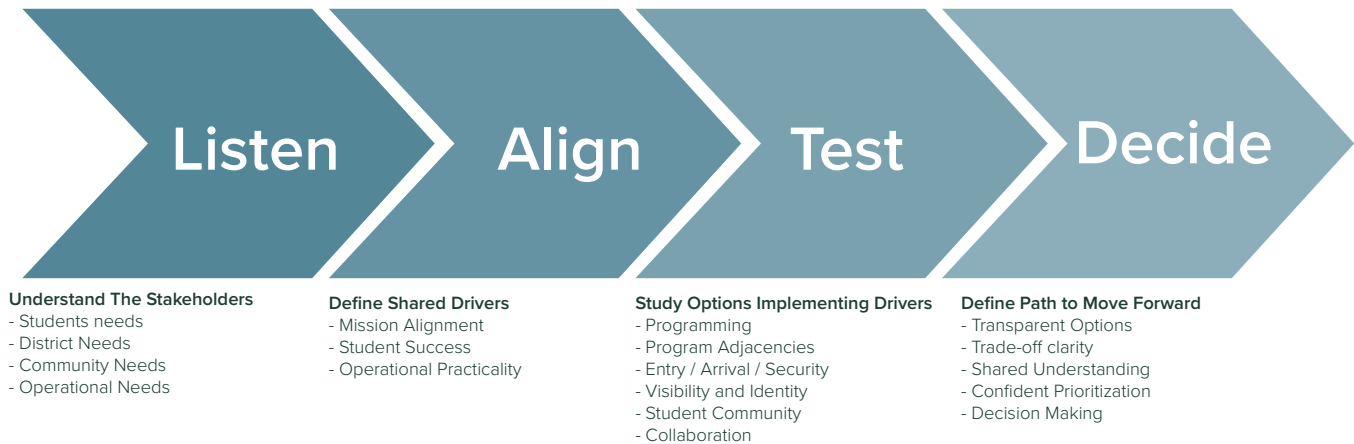 Listen
Align
Test
Decide
Understand The Stakeholders
- Students needs
- District Needs
- Community Needs
- Operational Needs
Define Shared Drivers
- Mission Alignment
- Student Success
- Operational Practicality
Study Options Implementing Drivers
- Programming
- Program Adjacencies
- Entry / Arrival / Security
- Visibility and Identity
- Student Community
- Collaboration
Define Path to Move Forward
- Transparent Options
- Trade-off clarity
- Shared Understanding
- Confident Prioritization
- Decision Making